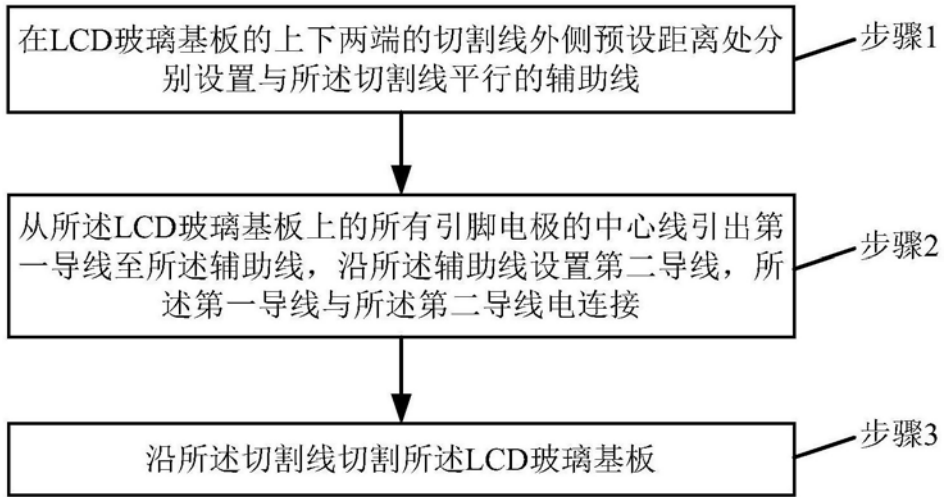 在LCD玻璃基板的上下两端的切割线外侧预设距离处分
别设置与所述切割线平行的辅助线
步骤1
从所述LCD玻璃基板上的所有引脚电极的中心线引出第
一导线至所述辅助线，沿所述辅助线设置第二导线，所
述第一导线与所述第二导线电连接
步骤2
沿所述切割线切割所述LCD玻璃基板
步骤3